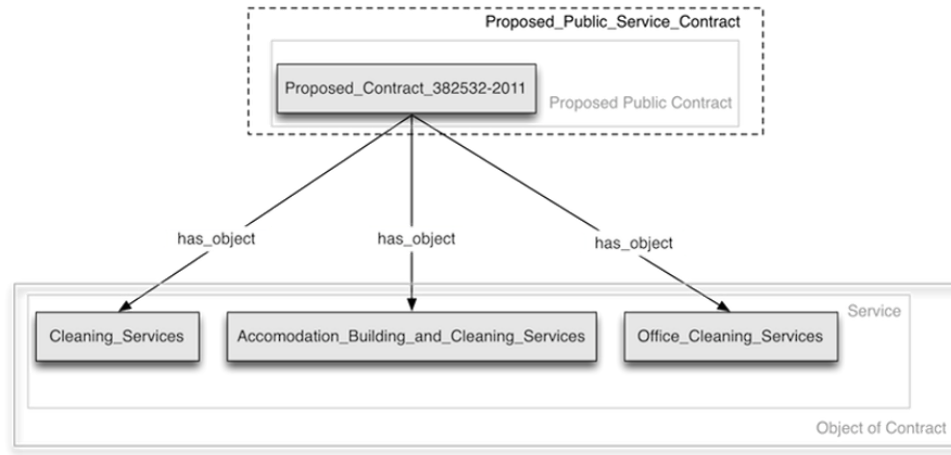 Proposed_Public_Service_Contract
Proposed_Contract_382532-2011
Proposed Public Contract
has_object
has_object
has_object
Service
Cleaning_Services
Accomodation_Building_and_Cleaning_Services
Office_Cleaning_Services
Object of Contract